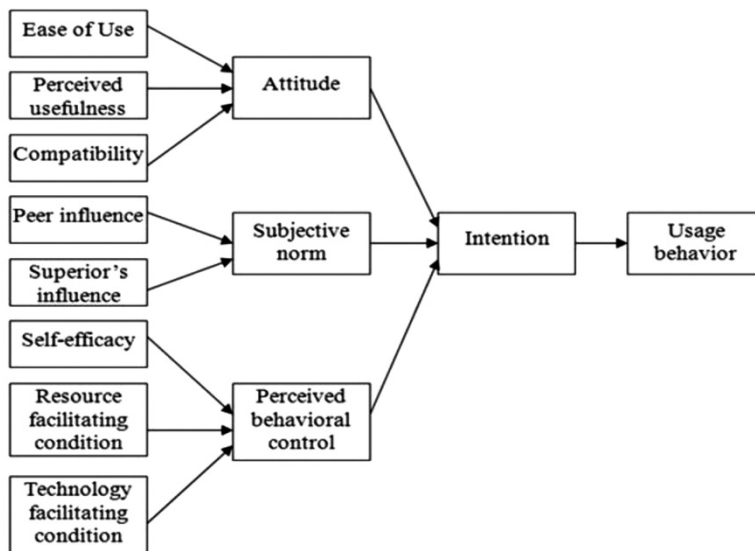 Ease of Use
Perceived
usefulness
Compatibility
Peer influence
Superior’s
influence
Self-efficacy
Resource
facilitating
condition
Technology
facilitating
condition
Attitude
Subjective
norm
Perceived
behavioral
control
Intention
Usage
behavior